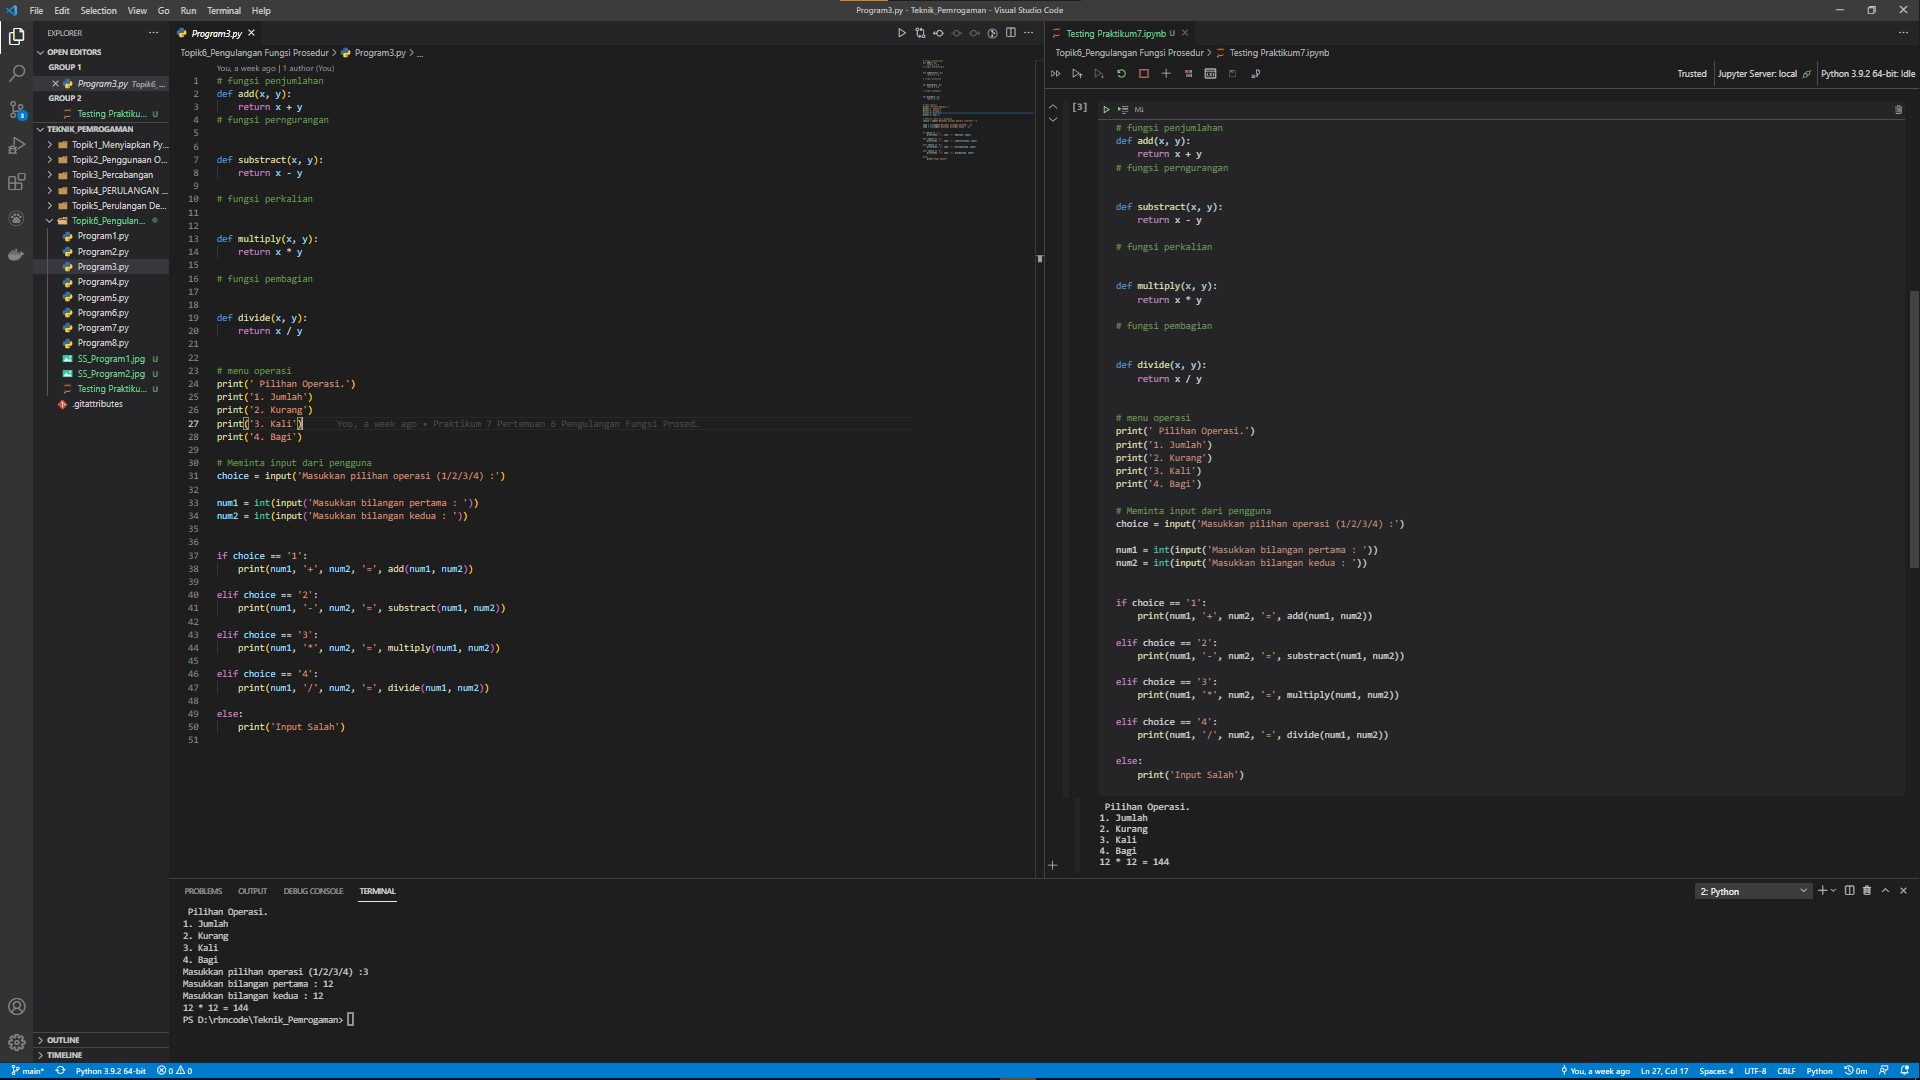 File Edit Selection View Go Run Terminal Help
Program3.py - Teknik_Pemrogaman - Visual Studio Code
EXPLORER
OPEN EDITORS
GROUP 1
Program3.py Topik6_...
GROUP 2
Testing Praktiku... U
TEKNIK_PEMROGAMAN
Topik1_Menyiapkan Py...
Topik2_Penggunaan O...
Topik3_Percabangan
Topik4_PERULANGAN ...
Topik5_Perulangan De...
Topik6_Pengulan...
Program1.py
Program2.py
Program3.py
Program4.py
Program5.py
Program6.py
Program7.py
Program8.py
SS_Program1.jpg U
SS_Program2.jpg U
Testing Praktiku... U
.gitattributes
OUTLINE
TIMELINE
Program3.py
Topik6_Pengulangan Fungsi Prosedur > Program3.py > ...
You, a week ago | 1 author (You)
1 # fungsi penjumlahan
2 def add(x, y):
3     return x + y
4 # fungsi perngurangan
5
6
7 def substract(x, y):
8     return x - y
9
10 # fungsi perkalian
11
12
13 def multiply(x, y):
14     return x * y
15
16 # fungsi pembagian
17
18
19 def divide(x, y):
20     return x / y
21
22
23 # menu operasi
24 print(' Pilihan Operasi.')
25 print('1. Jumlah')
26 print('2. Kurang')
27 print('3. Kali') You, a week ago • Praktikum 7 Pertemuan 6 Pengulangan Fungsi Prosed…
28 print('4. Bagi')
29
30 # Meminta input dari pengguna
31 choice = input('Masukkan pilihan operasi (1/2/3/4) :')
32
33 num1 = int(input('Masukkan bilangan pertama : '))
34 num2 = int(input('Masukkan bilangan kedua : '))
35
36
37 if choice == '1':
38     print(num1, '+', num2, '=', add(num1, num2))
39
40 elif choice == '2':
41     print(num1, '-', num2, '=', substract(num1, num2))
42
43 elif choice == '3':
44     print(num1, '*', num2, '=', multiply(num1, num2))
45
46 elif choice == '4':
47     print(num1, '/', num2, '=', divide(num1, num2))
48
49 else:
50     print('Input Salah')
51
Testing Praktikum7.ipynb U
Topik6_Pengulangan Fungsi Prosedur > Testing Praktikum7.ipynb
Trusted Jupyter Server: local Python 3.9.2 64-bit: Idle
[3] M↓
# fungsi penjumlahan
def add(x, y):
    return x + y
# fungsi perngurangan
def substract(x, y):
    return x - y
# fungsi perkalian
def multiply(x, y):
    return x * y
# fungsi pembagian
def divide(x, y):
    return x / y
# menu operasi
print(' Pilihan Operasi.')
print('1. Jumlah')
print('2. Kurang')
print('3. Kali')
print('4. Bagi')
# Meminta input dari pengguna
choice = input('Masukkan pilihan operasi (1/2/3/4) :')
num1 = int(input('Masukkan bilangan pertama : '))
num2 = int(input('Masukkan bilangan kedua : '))
if choice == '1':
    print(num1, '+', num2, '=', add(num1, num2))
elif choice == '2':
    print(num1, '-', num2, '=', substract(num1, num2))
elif choice == '3':
    print(num1, '*', num2, '=', multiply(num1, num2))
elif choice == '4':
    print(num1, '/', num2, '=', divide(num1, num2))
else:
    print('Input Salah')
Pilihan Operasi.
1. Jumlah
2. Kurang
3. Kali
4. Bagi
12 * 12 = 144
PROBLEMS OUTPUT DEBUG CONSOLE TERMINAL
2: Python
Pilihan Operasi.
1. Jumlah
2. Kurang
3. Kali
4. Bagi
Masukkan pilihan operasi (1/2/3/4) :3
Masukkan bilangan pertama : 12
Masukkan bilangan kedua : 12
12 * 12 = 144
PS D:\rbncode\Teknik_Pemrogaman>
main* Python 3.9.2 64-bit 0 0
You, a week ago Ln 27, Col 17 Spaces: 4 UTF-8 CRLF Python 0m